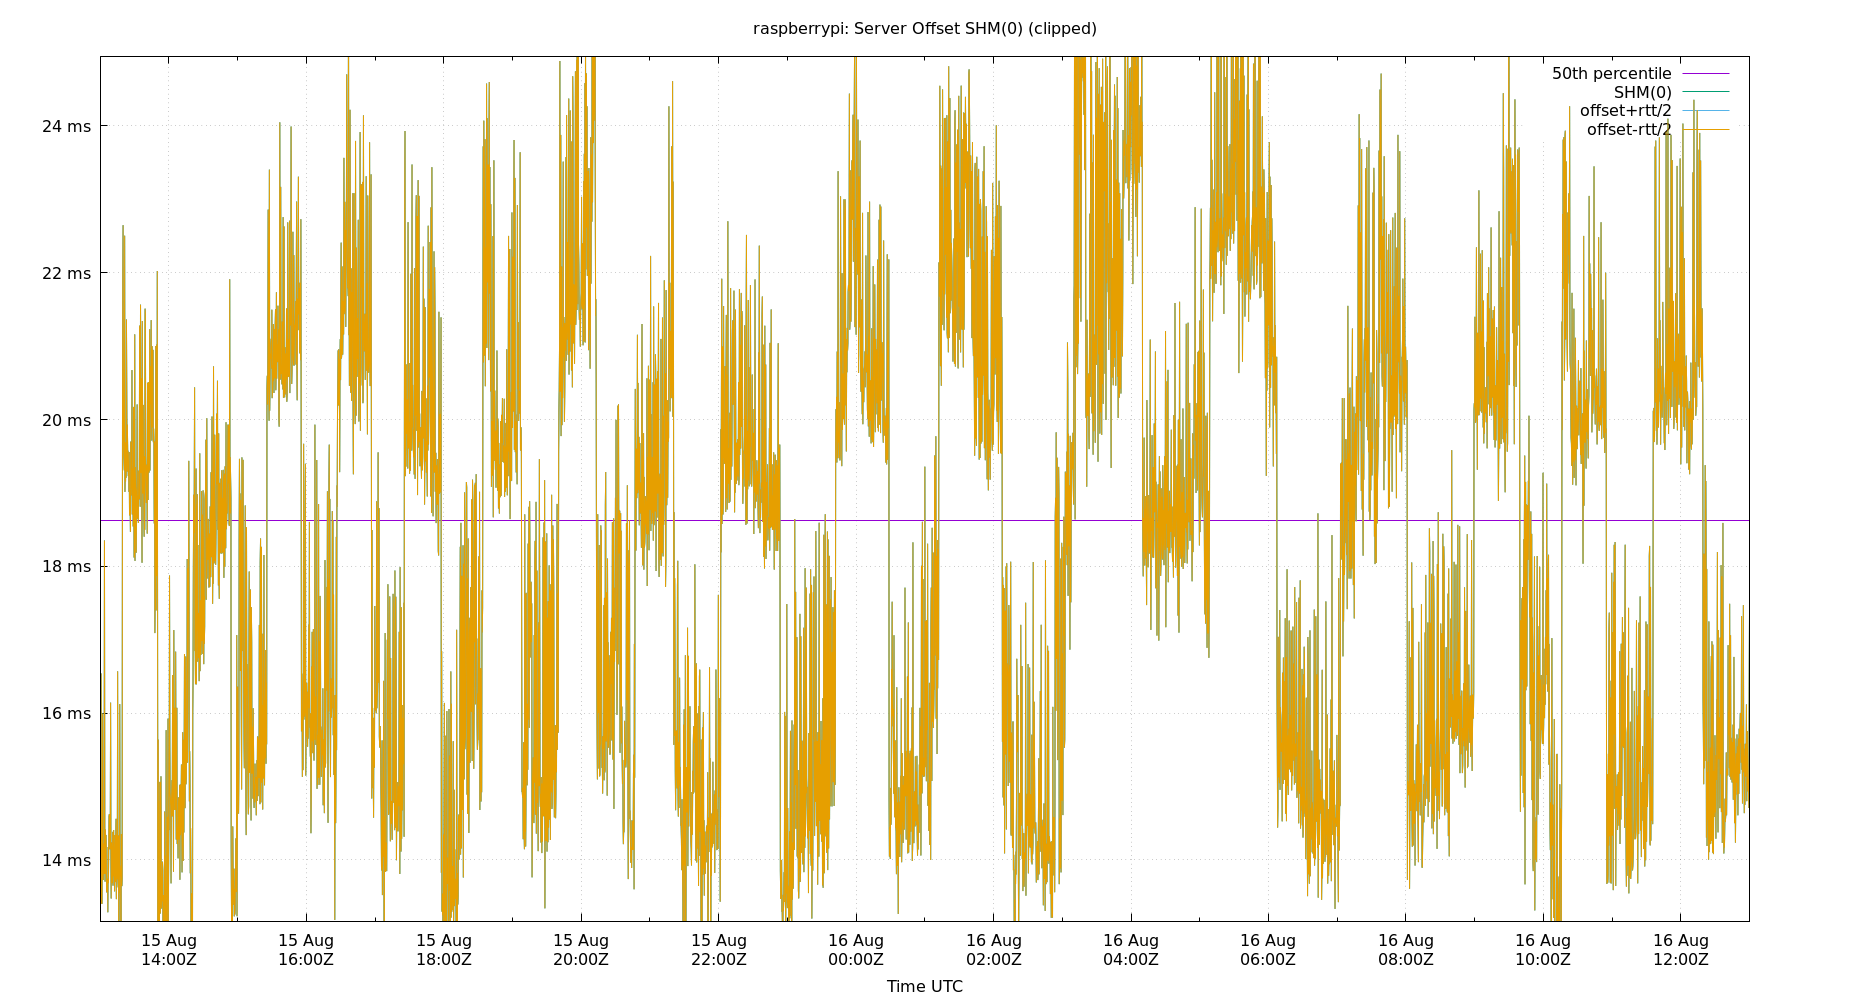 raspberrypi: Server Offset SHM(0) (clipped)
50th percentile
SHM(0)
offset+rtt/2
offset-rtt/2
24 ms
22 ms
20 ms
18 ms
16 ms
14 ms
15 Aug 15 Aug 15 Aug 15 Aug 15 Aug 16 Aug 16 Aug 16 Aug 16 Aug 16 Aug 16 Aug 16 Aug
14:00Z 16:00Z 18:00Z 20:00Z 22:00Z 00:00Z 02:00Z 04:00Z 06:00Z 08:00Z 10:00Z 12:00Z
Time UTC